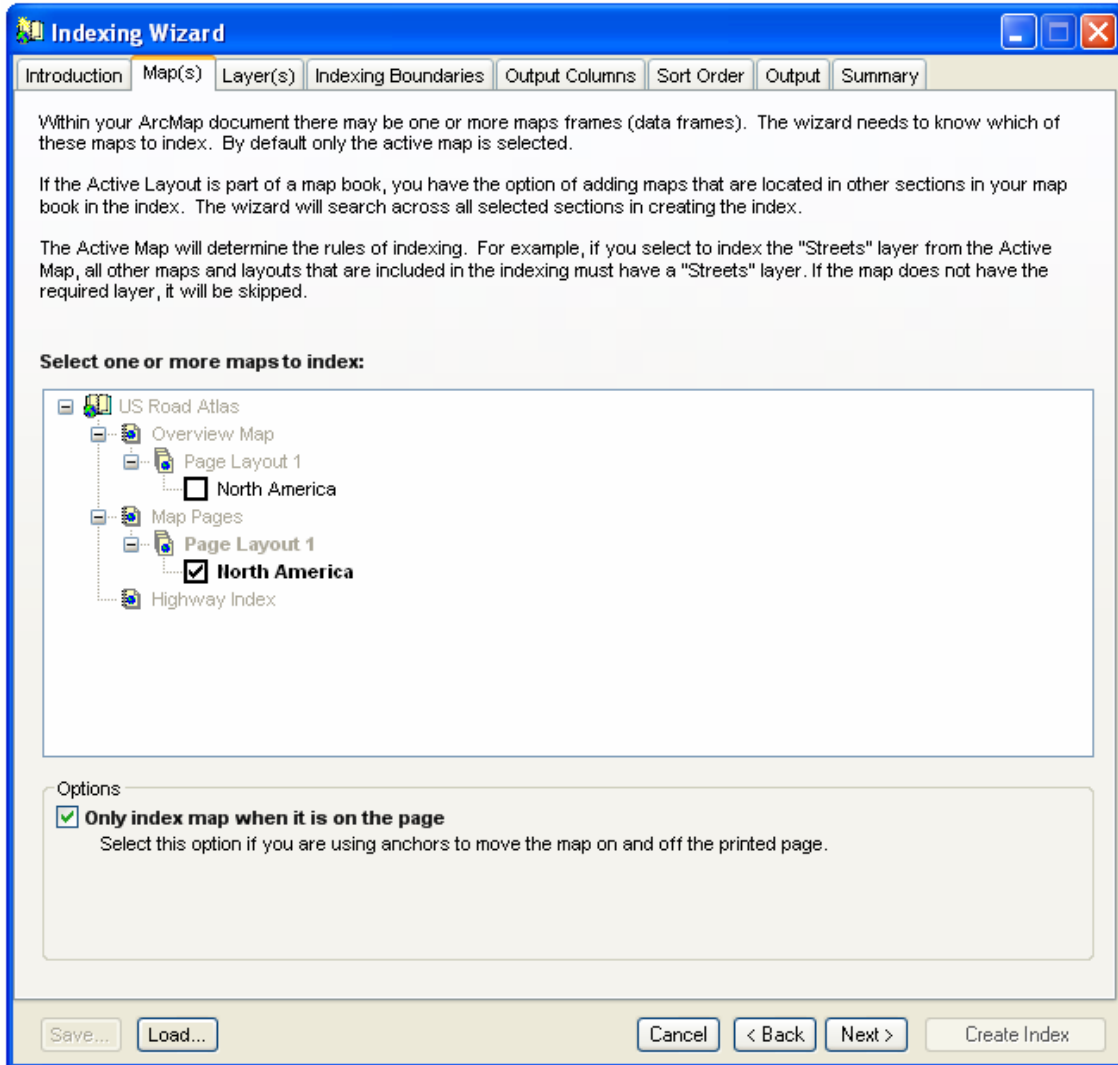 Indexing Wizard
Introduction Map(s) Layer(s) Indexing Boundaries Output Columns Sort Order Output Summary
Within your ArcMap document there may be one or more maps frames (data frames). The wizard needs to know which of
these maps to index. By default only the active map is selected.
If the Active Layout is part of a map book, you have the option of adding maps that are located in other sections in your map
book in the index. The wizard will search across all selected sections in creating the index.
The Active Map will determine the rules of indexing. For example, if you select to index the "Streets" layer from the Active
Map, all other maps and layouts that are included in the indexing must have a "Streets" layer. If the map does not have the
required layer, it will be skipped.
Select one or more maps to index:
US Road Atlas
Overview Map
Page Layout 1
North America
Map Pages
Page Layout 1
North America
Highway Index
Options
Only index map when it is on the page
Select this option if you are using anchors to move the map on and off the printed page.
Save... Load... Cancel < Back Next > Create Index